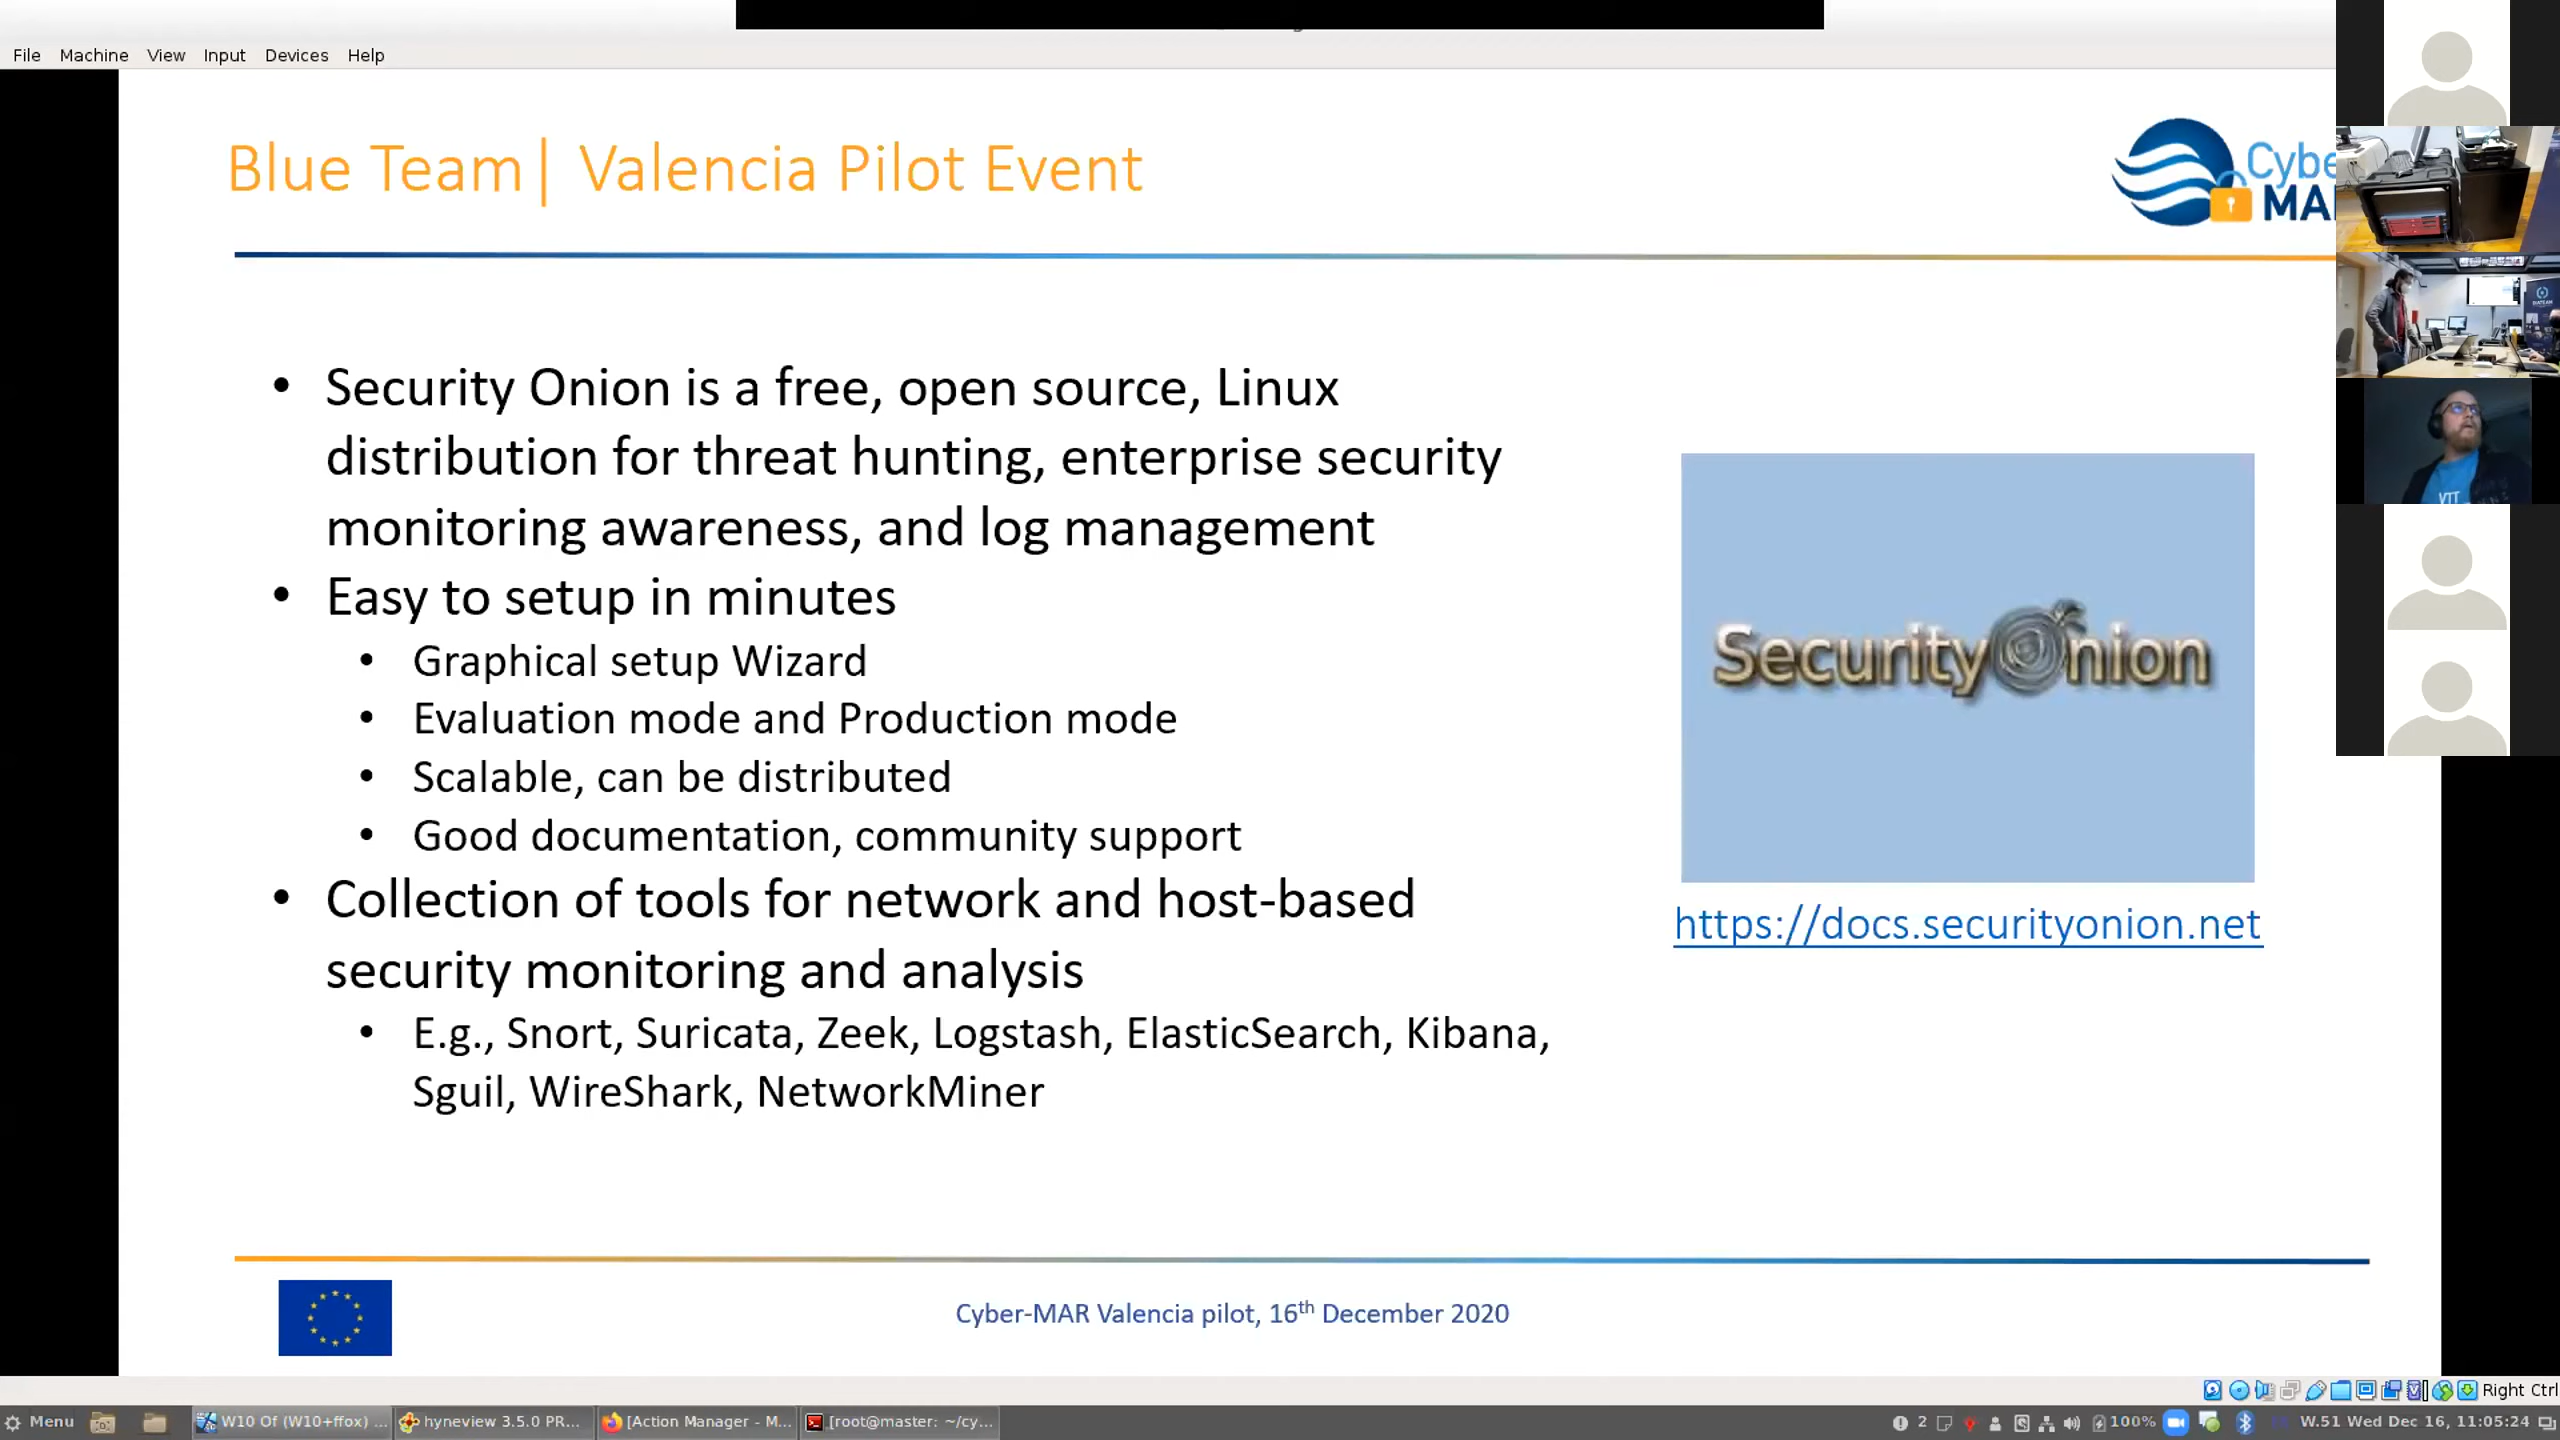 File Machine View Input Devices Help
Blue Team| Valencia Pilot Event
Cybe
MA
• Security Onion is a free, open source, Linux
distribution for threat hunting, enterprise security
monitoring awareness, and log management
• Easy to setup in minutes
• Graphical setup Wizard
• Evaluation mode and Production mode
• Scalable, can be distributed
• Good documentation, community support
• Collection of tools for network and host-based
security monitoring and analysis
• E.g., Snort, Suricata, Zeek, Logstash, ElasticSearch, Kibana,
Sguil, WireShark, NetworkMiner
Security Onion
https://docs.securityonion.net
VTT
Cyber-MAR Valencia pilot, 16th December 2020
Right Ctrl
Menu
W10 Of (W10+ffox) ...
hyneview 3.5.0 PR...
[Action Manager - M...
[root@master: ~/cy...
2
100%
W.51 Wed Dec 16, 11:05:24